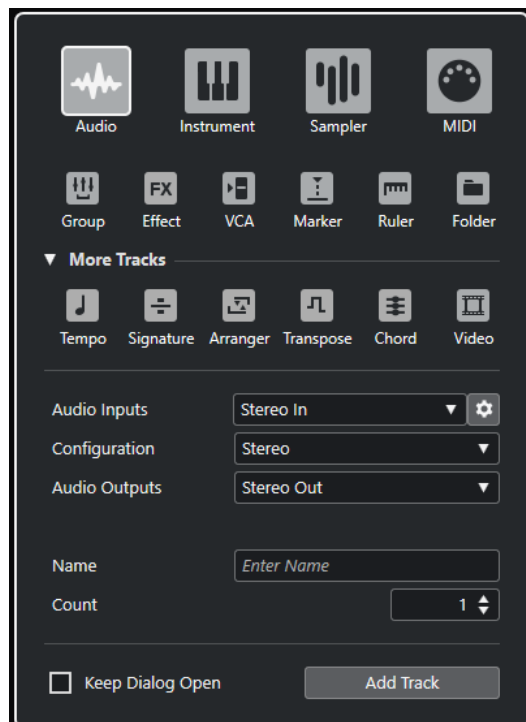 Audio Instrument Sampler MIDI
FX
Group Effect VCA Marker Ruler Folder
▼ More Tracks
Tempo Signature Arranger Transpose Chord Video
Audio Inputs Stereo In
Configuration Stereo
Audio Outputs Stereo Out
Name Enter Name
Count 1
Keep Dialog Open Add Track